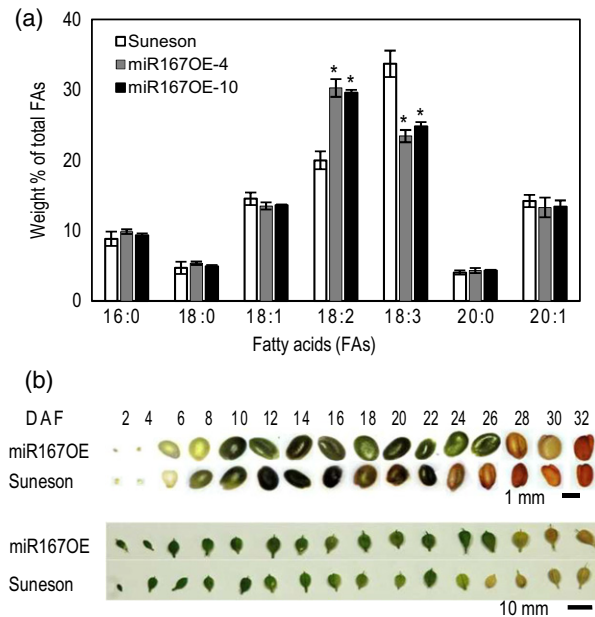 (a)
Weight % of total FAs
40
30
20
10
0
Suneson
miR167OE-4
miR167OE-10
* *
* *
16:0 18:0 18:1 18:2 18:3 20:0 20:1
Fatty acids (FAs)
(b)
DAF 2 4 6 8 10 12 14 16 18 20 22 24 26 28 30 32
miR167OE
Suneson
1 mm
miR167OE
Suneson
10 mm